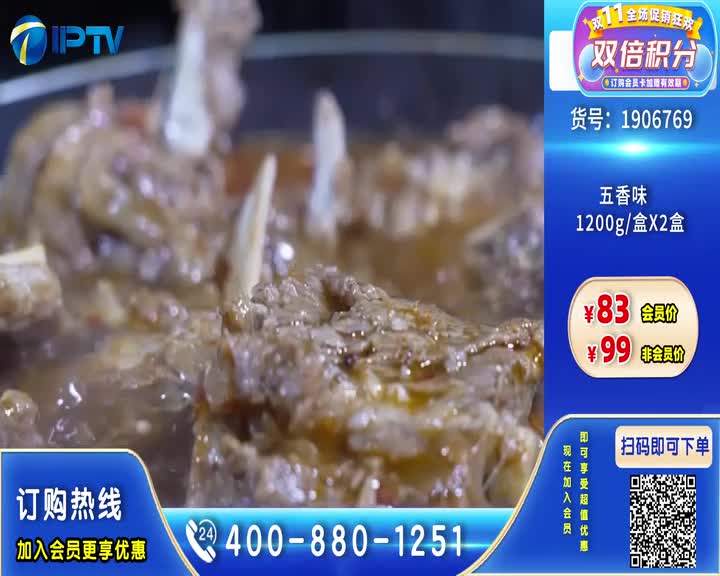 IPTV
双11全场促销狂欢
双倍积分
订购会员卡加赠有效期
货号：1906769
五香味
1200g/盒X2盒
¥83 会员价
¥99 非会员价
订购热线
加入会员更享优惠
24
400-880-1251
现在加入会员
即可享受超值优惠
扫码即可下单